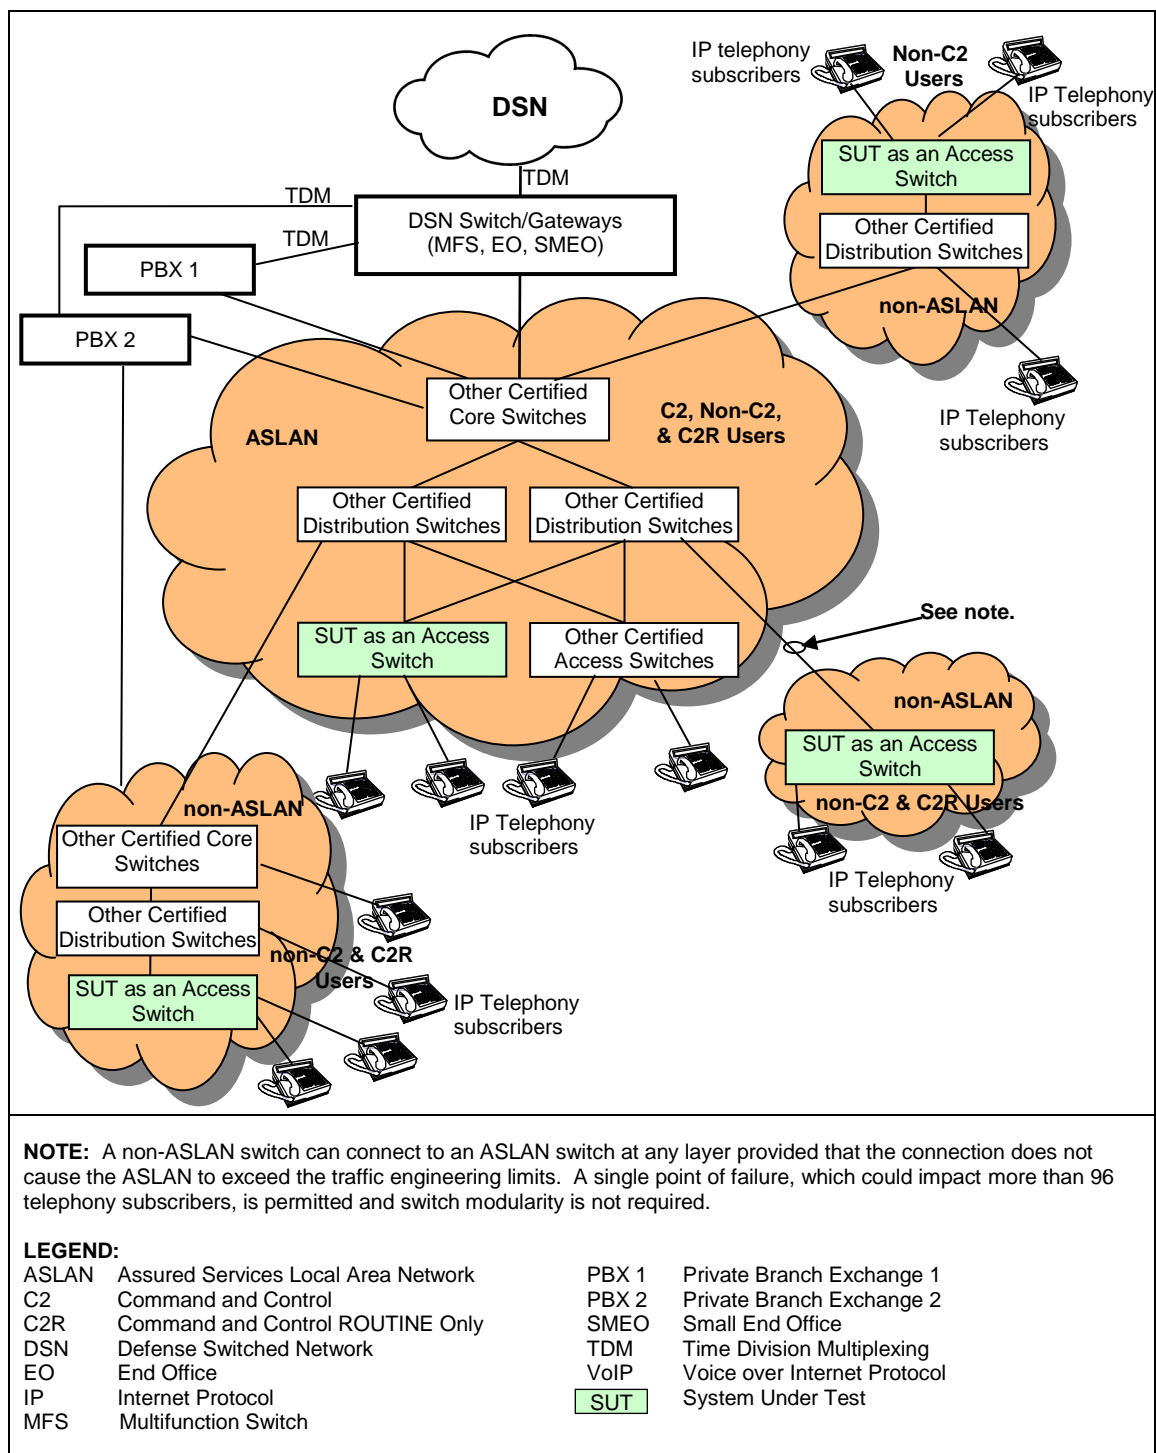 DSN
TDM
TDM
TDM
DSN Switch/Gateways
(MFS, EO, SMEO)
PBX 1
PBX 2
IP telephony
subscribers
Non-C2
Users
IP Telephony
subscribers
SUT as an Access
Switch
Other Certified
Distribution Switches
non-ASLAN
IP Telephony
subscribers
Other Certified
Core Switches
ASLAN
C2, Non-C2,
& C2R Users
Other Certified
Distribution Switches
Other Certified
Distribution Switches
SUT as an Access
Switch
Other Certified
Access Switches
See note.
non-ASLAN
SUT as an Access
Switch
non-C2 & C2R Users
IP Telephony
subscribers
IP Telephony
subscribers
non-ASLAN
Other Certified Core
Switches
Other Certified
Distribution Switches
non-C2 & C2R
Users
SUT as an Access
Switch
IP Telephony
subscribers
NOTE: A non-ASLAN switch can connect to an ASLAN switch at any layer provided that the connection does not
cause the ASLAN to exceed the traffic engineering limits. A single point of failure, which could impact more than 96
telephony subscribers, is permitted and switch modularity is not required.
LEGEND:
ASLAN Assured Services Local Area Network
C2 Command and Control
C2R Command and Control ROUTINE Only
DSN Defense Switched Network
EO End Office
IP Internet Protocol
MFS Multifunction Switch
PBX 1 Private Branch Exchange 1
PBX 2 Private Branch Exchange 2
SMEO Small End Office
TDM Time Division Multiplexing
VoIP Voice over Internet Protocol
SUT System Under Test